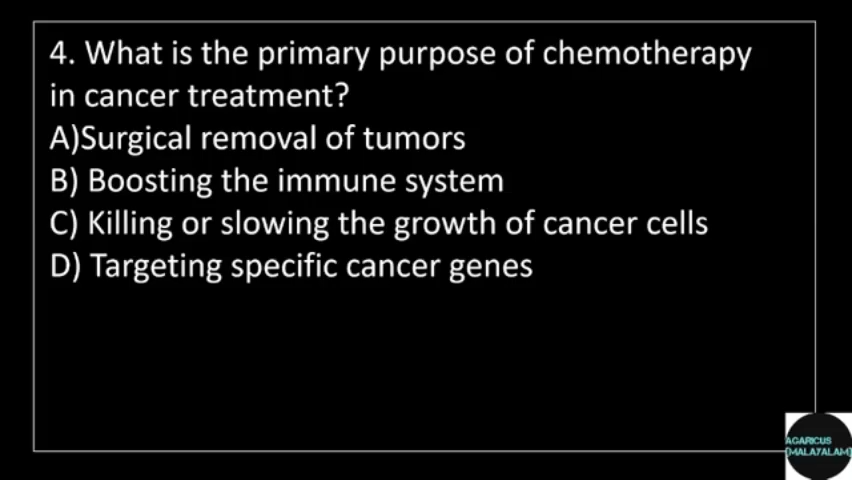 4. What is the primary purpose of chemotherapy
in cancer treatment?
A)Surgical removal of tumors
B) Boosting the immune system
C) Killing or slowing the growth of cancer cells
D) Targeting specific cancer genes
AGARICUS
[MALAYALAM]